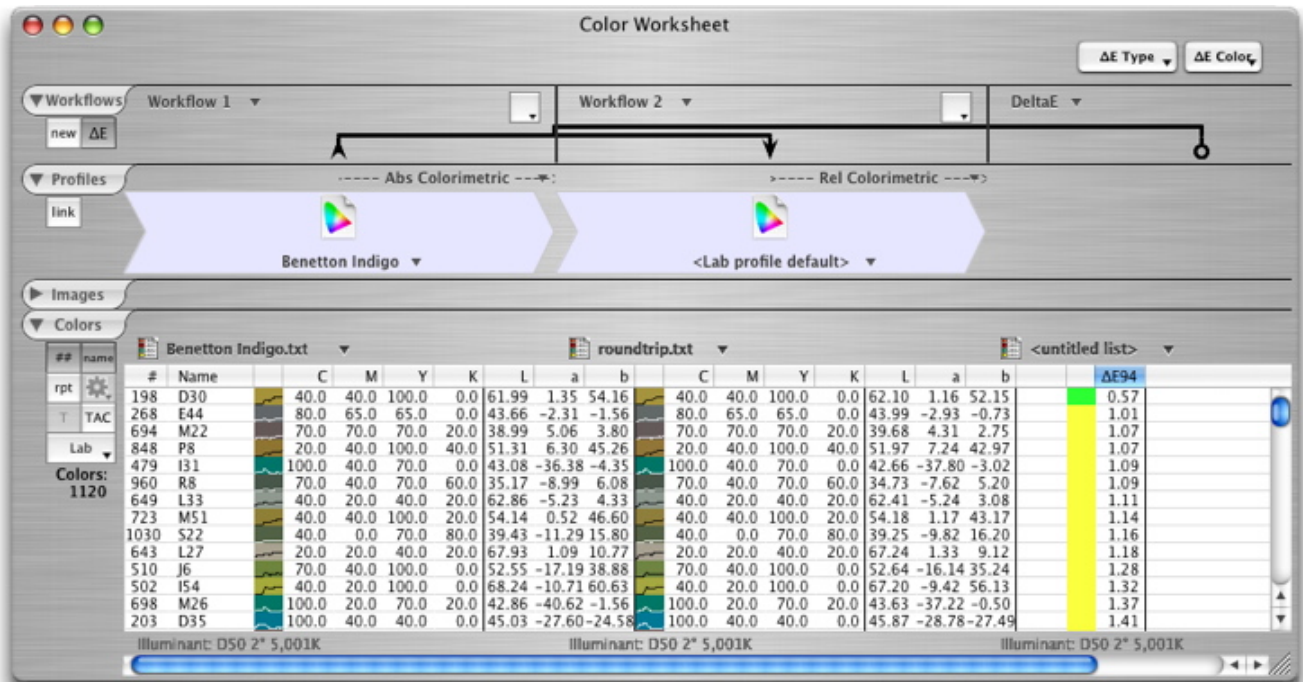 Color Worksheet
ΔE Type ΔE Color
Workflows Workflow 1 Workflow 2 DeltaE
new ΔE
Profiles ----- Abs Colorimetric --- ----- Rel Colorimetric ---
link
Benetton Indigo <Lab profile default>
Images
Colors
Benetton Indigo.txt roundtrip.txt <untitled list>
## name
rpt
T TAC
Lab
Colors:
1120
# Name C M Y K L a b C M Y K L a b ΔE94
198 D30 40.0 40.0 100.0 0.0 61.99 1.35 54.16 40.0 40.0 100.0 0.0 62.10 1.16 52.15 0.57
268 E44 80.0 65.0 65.0 0.0 43.66 -2.31 -1.56 80.0 65.0 65.0 0.0 43.99 -2.93 -0.73 1.01
694 M22 70.0 70.0 70.0 20.0 38.99 5.06 3.80 70.0 70.0 70.0 20.0 39.68 4.31 2.75 1.07
848 P8 20.0 40.0 100.0 40.0 51.31 6.30 45.26 20.0 40.0 100.0 40.0 51.97 7.24 42.97 1.07
479 I31 100.0 40.0 70.0 0.0 43.08 -36.38 -4.35 100.0 40.0 70.0 0.0 42.66 -37.80 -3.02 1.09
960 R8 70.0 40.0 70.0 60.0 35.17 -8.99 6.08 70.0 40.0 70.0 60.0 34.73 -7.62 5.20 1.09
649 L33 40.0 20.0 40.0 20.0 62.86 -5.23 4.33 40.0 20.0 40.0 20.0 62.41 -5.24 3.08 1.11
723 M51 40.0 40.0 100.0 20.0 54.14 0.52 46.60 40.0 40.0 100.0 20.0 54.18 1.17 43.17 1.14
1030 S22 40.0 0.0 70.0 80.0 39.43 -11.29 15.80 40.0 0.0 70.0 80.0 39.25 -9.82 16.20 1.16
643 L27 20.0 20.0 40.0 20.0 67.93 1.09 10.77 20.0 20.0 40.0 20.0 67.24 1.33 9.12 1.18
510 J6 70.0 40.0 100.0 0.0 52.55 -17.19 38.88 70.0 40.0 100.0 0.0 52.64 -16.14 35.24 1.28
502 I54 40.0 20.0 100.0 0.0 68.24 -10.71 60.63 40.0 20.0 100.0 0.0 67.20 -9.42 56.13 1.32
698 M26 100.0 20.0 70.0 20.0 42.86 -40.62 -1.56 100.0 20.0 70.0 20.0 43.63 -37.22 -0.50 1.37
203 D35 100.0 40.0 40.0 0.0 45.03 -27.60 -24.58 100.0 40.0 40.0 0.0 45.87 -28.78 -27.49 1.41
Illuminant: D50 2° 5,001K Illuminant: D50 2° 5,001K Illuminant: D50 2° 5,001K